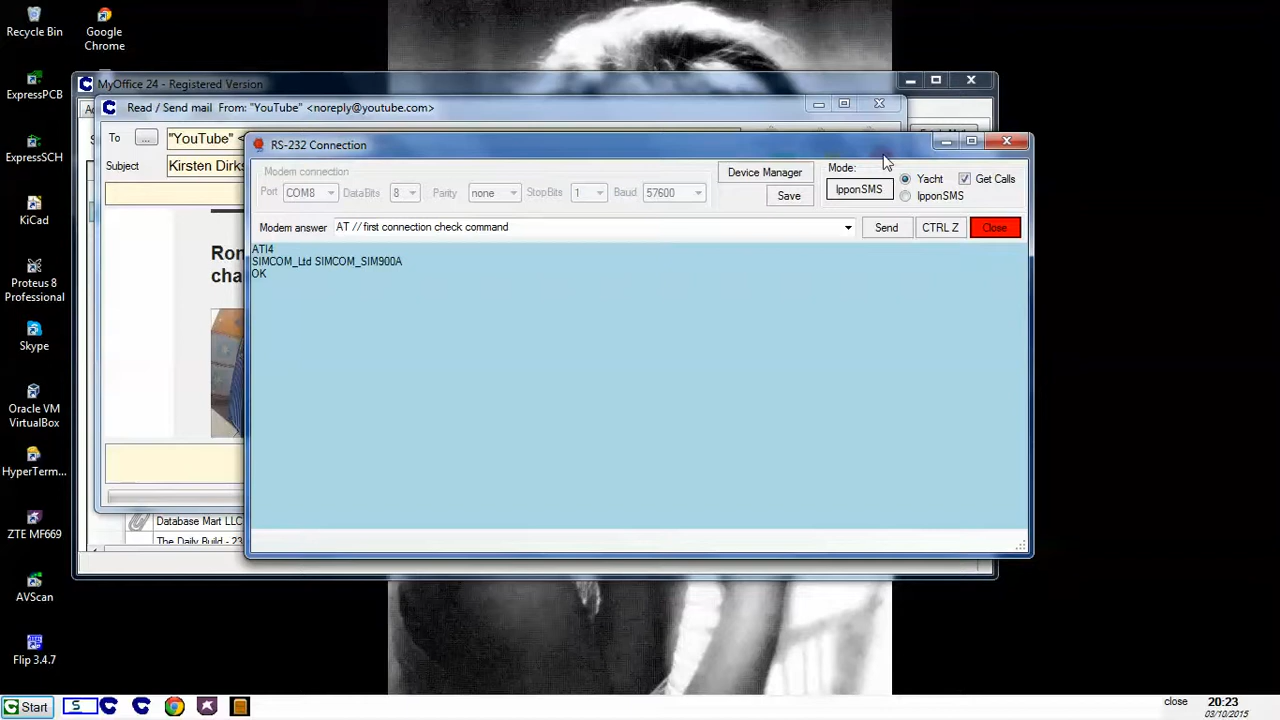 Recycle Bin
Google
Chrome
ExpressPCB
ExpressSCH
KiCad
Proteus 8
Professional
Skype
Oracle VM
VirtualBox
HyperTerm...
ZTE MF669
AVScan
Flip 3.4.7
MyOffice 24 - Registered Version
Read / Send mail From: "YouTube" <noreply@youtube.com>
To
...
"YouTube" <
Subject
Kirsten Dirks
Ron
cha
Database Mart LLC
The Daily Build - 23
RS-232 Connection
Modem connection
Port
COM8
DataBits
8
Parity
none
StopBits
1
Baud
57600
Device Manager
Save
Mode:
IpponSMS
Yacht
Get Calls
IpponSMS
Modem answer
AT // first connection check command
Send
CTRL Z
Close
ATI4
SIMCOM_Ltd SIMCOM_SIM900A
OK
Start
S
close
20:23
03/10/2015